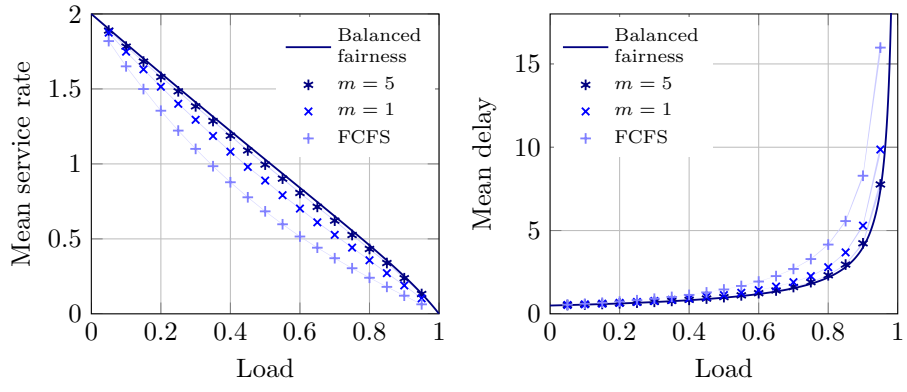 Mean service rate
2
1.5
1
0.5
0
0
0.2
0.4
0.6
0.8
1
Load
Balanced
fairness
m = 5
m = 1
FCFS
Mean delay
15
10
5
0
0
0.2
0.4
0.6
0.8
1
Load
Balanced
fairness
m = 5
m = 1
FCFS